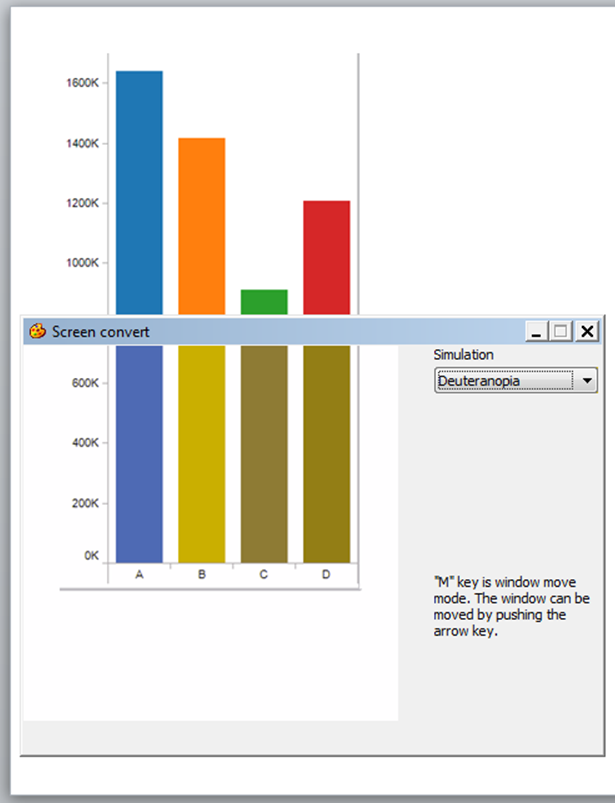 1600K
1400K
1200K
1000K
Screen convert
Simulation
Deuteranopia
600K
400K
200K
0K
A B C D
"M" key is window move
mode. The window can be
moved by pushing the
arrow key.